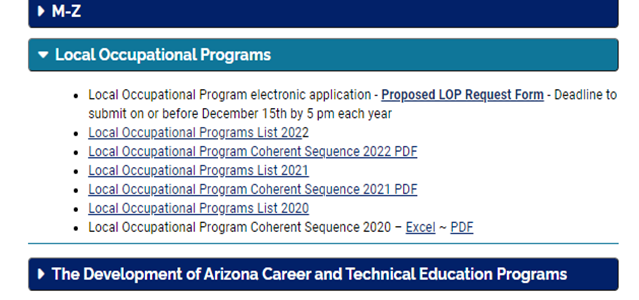 M-Z
Local Occupational Programs
Local Occupational Program electronic application - Proposed LOP Request Form - Deadline to
submit on or before December 15th by 5 pm each year
Local Occupational Programs List 2022
Local Occupational Program Coherent Sequence 2022 PDF
Local Occupational Programs List 2021
Local Occupational Program Coherent Sequence 2021 PDF
Local Occupational Programs List 2020
Local Occupational Program Coherent Sequence 2020 – Excel ~ PDF
The Development of Arizona Career and Technical Education Programs